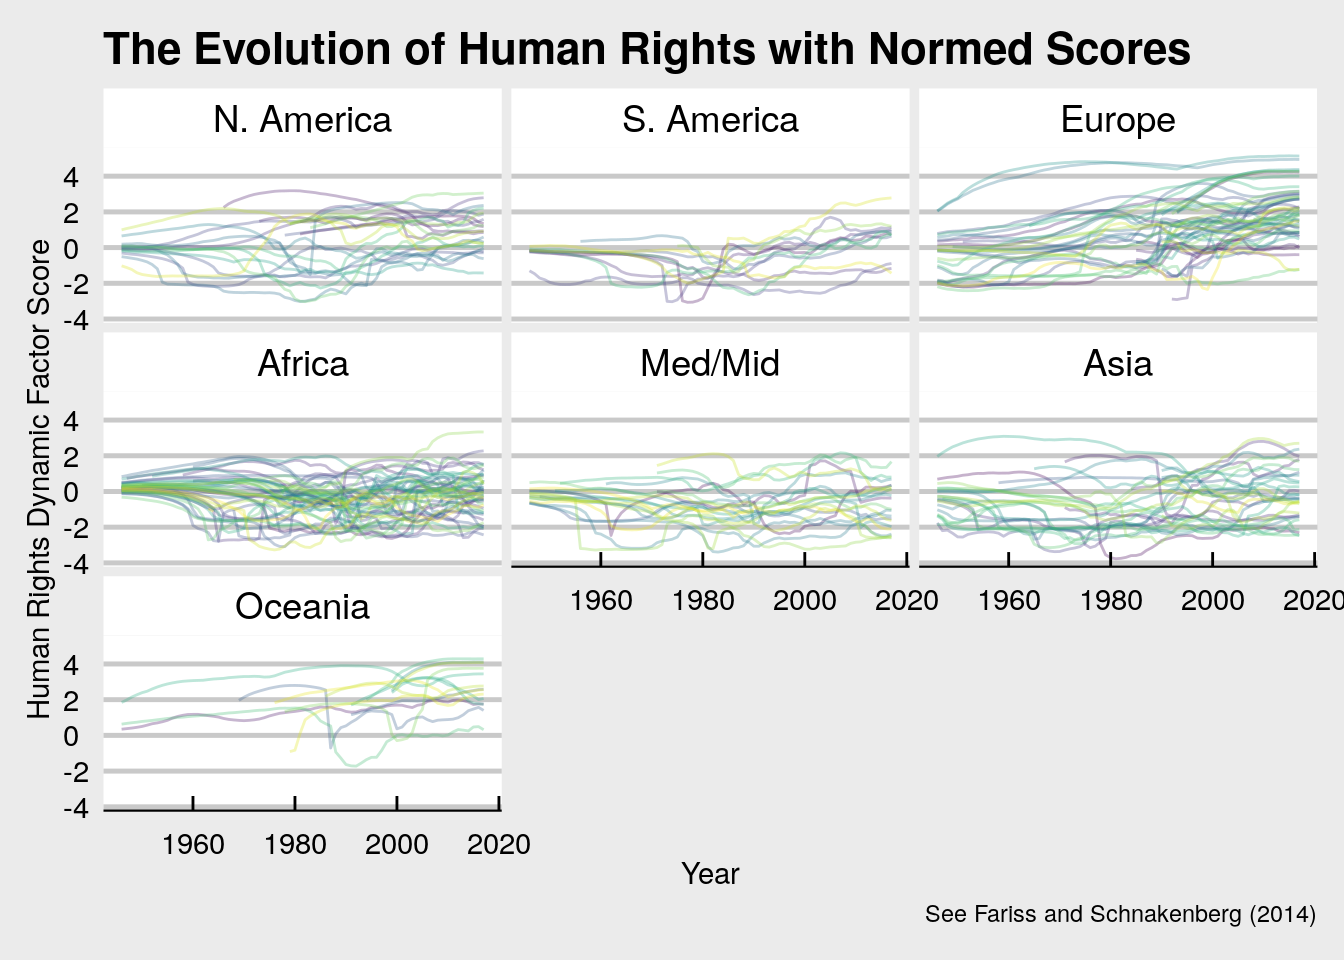 The Evolution of Human Rights with Normed Scores
N. America
S. America
Europe
4
2
0
-2
-4
Africa
Med/Mid
Asia
4
2
0
-2
-4
1960 1980 2000 2020
1960 1980 2000 2020
Oceania
4
2
0
-2
-4
1960 1980 2000 2020
Human Rights Dynamic Factor Score
Year
See Fariss and Schnakenberg (2014)